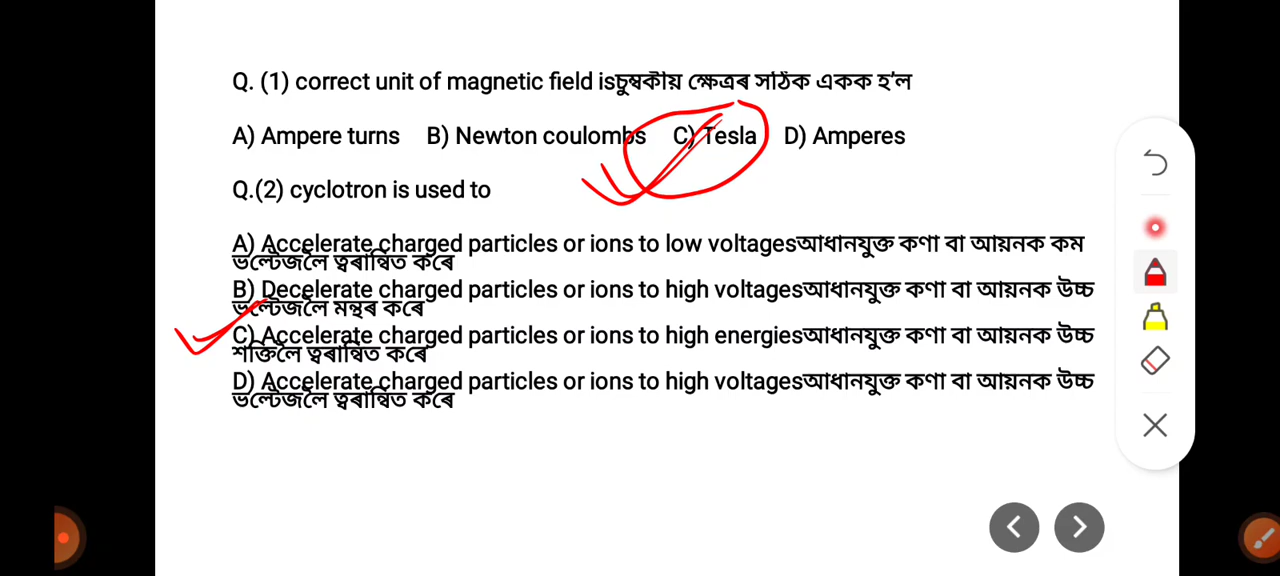 Q. (1) correct unit of magnetic field isচুম্বকীয় ক্ষেত্ৰৰ সঠিক একক হ'ল
A) Ampere turns B) Newton coulombs C) Tesla D) Amperes
Q.(2) cyclotron is used to
A) Accelerate charged particles or ions to low voltagesআধানযুক্ত কণা বা আয়নক কম
ভল্টেজলৈ ত্বৰান্বিত কৰে
B) Decelerate charged particles or ions to high voltagesআধানযুক্ত কণা বা আয়নক উচ্চ
ভল্টেজলৈ মন্থৰ কৰে
C) Accelerate charged particles or ions to high energiesআধানযুক্ত কণা বা আয়নক উচ্চ
শক্তিলৈ ত্বৰান্বিত কৰে
D) Accelerate charged particles or ions to high voltagesআধানযুক্ত কণা বা আয়নক উচ্চ
ভল্টেজলৈ ত্বৰান্বিত কৰে